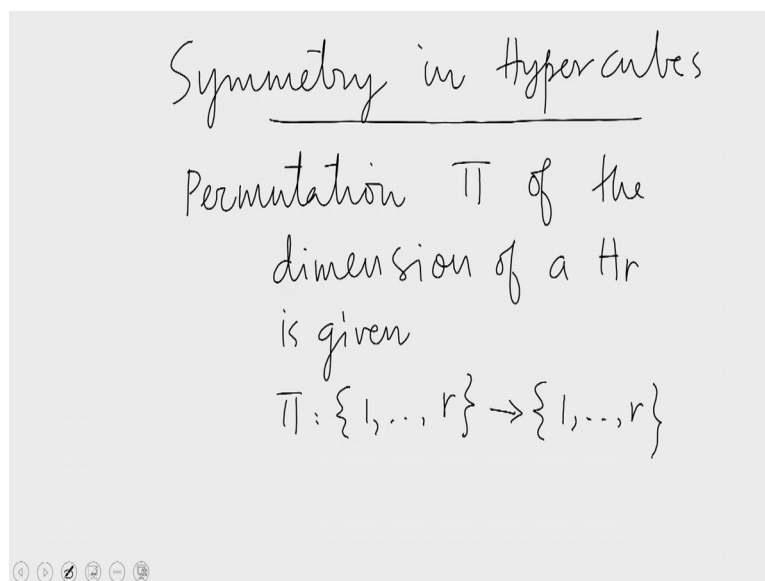 Symmetry in Hypercubes
Permutation Π of the
dimension of a Hr
is given
Π : {1,..., r} → {1,..., r}